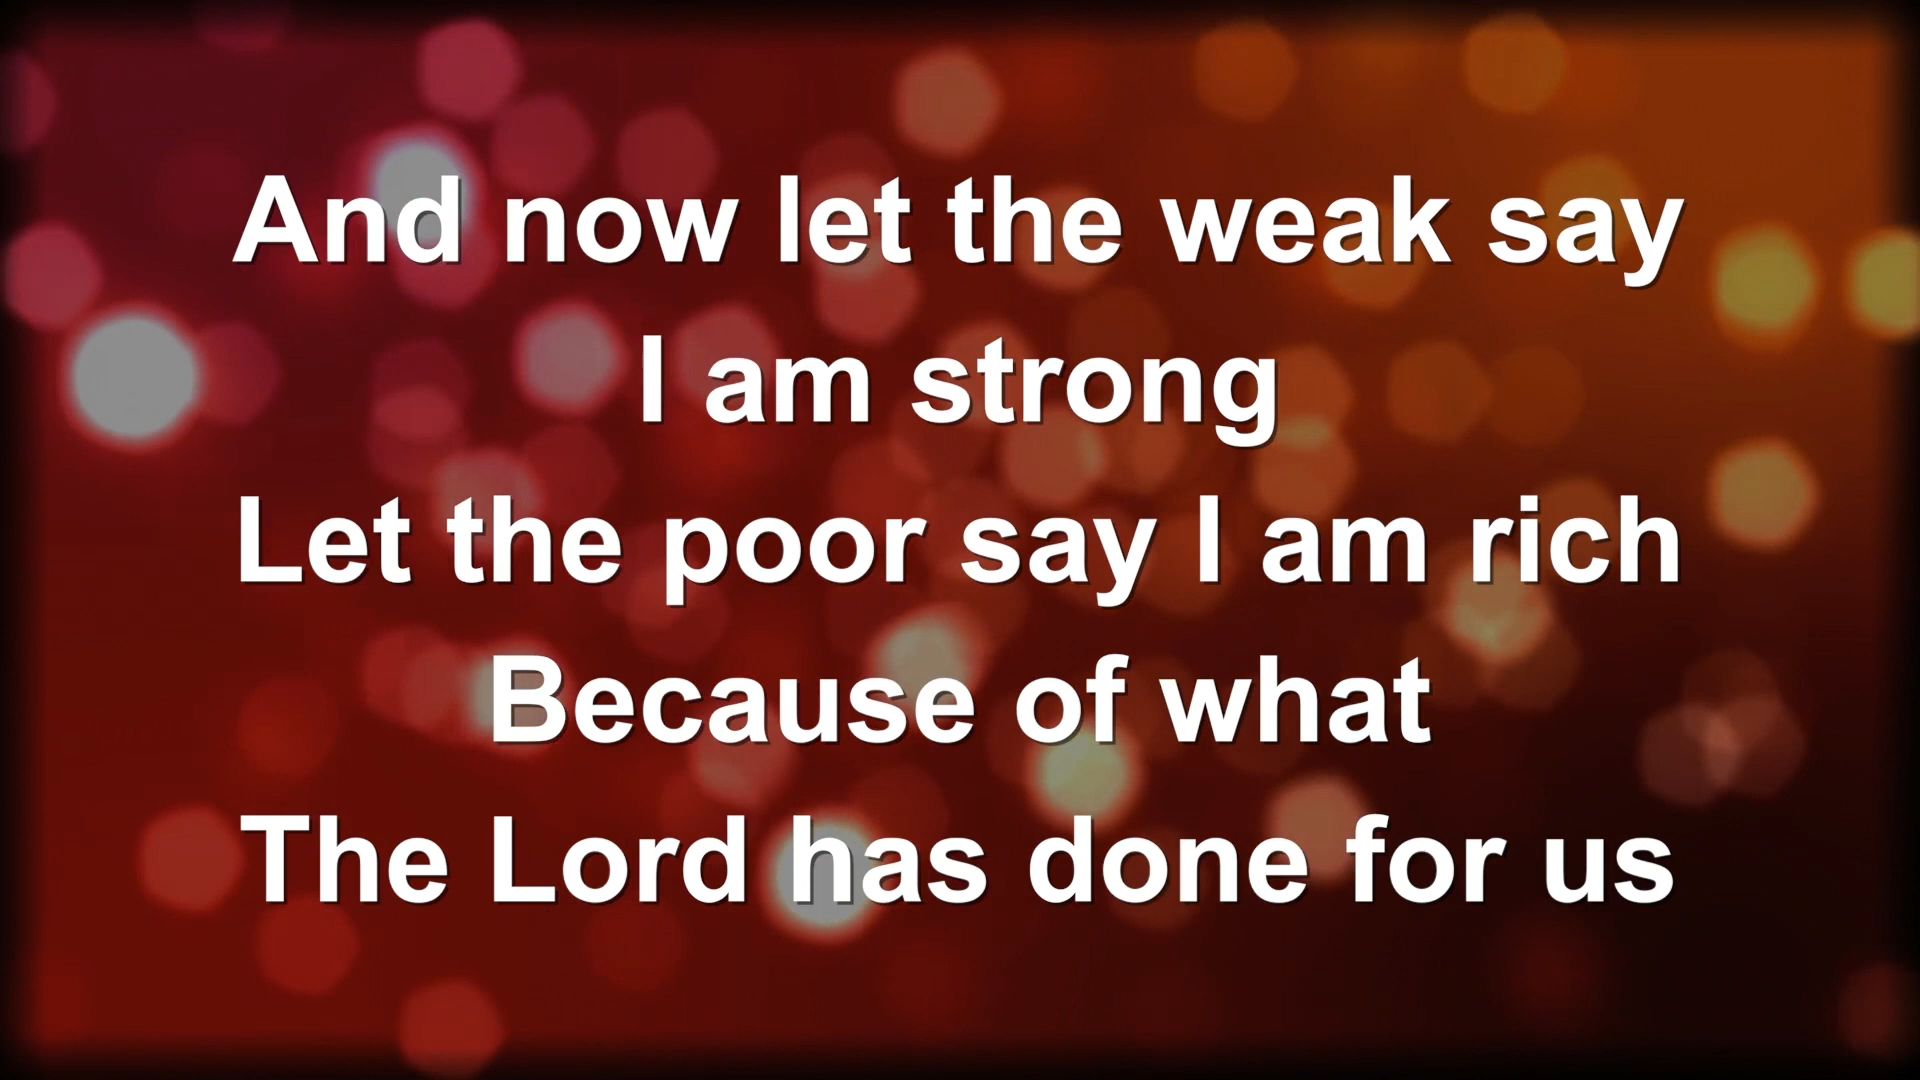 And now let the weak say
I am strong
Let the poor say I am rich
Because of what
The Lord has done for us